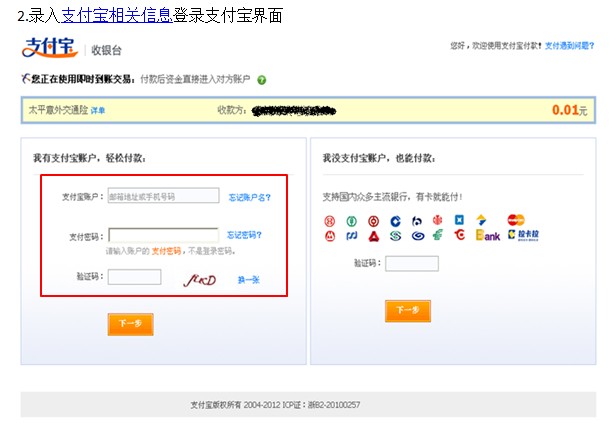 2.录入支付宝相关信息登录支付宝界面
支付宝 | 收银台
您好，欢迎使用支付宝付款！ 支付遇到问题？
您正在使用即时到账交易： 付款后资金直接进入对方账户
太平意外交通险 详单 收款方： 0.01元
我有支付宝账户，轻松付款：
支付宝账户： 邮箱地址或手机号码 忘记账户名？
支付密码： 忘记密码？
请输入账户的 支付密码，不是登录密码。
验证码： 换一张
下一步
我没支付宝账户，也能付款：
支持国内众多主流银行，有卡就能付！
Bank 拉卡拉
验证码：
下一步
支付宝版权所有 2004-2012 ICP证：浙B2-20100257